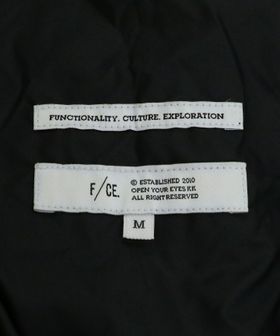 FUNCTIONALITY. CULTURE. EXPLORATION
F/CE.
© ESTABLISHED 2010
OPEN YOUR EYES KK
ALL RIGHT RESERVED
M